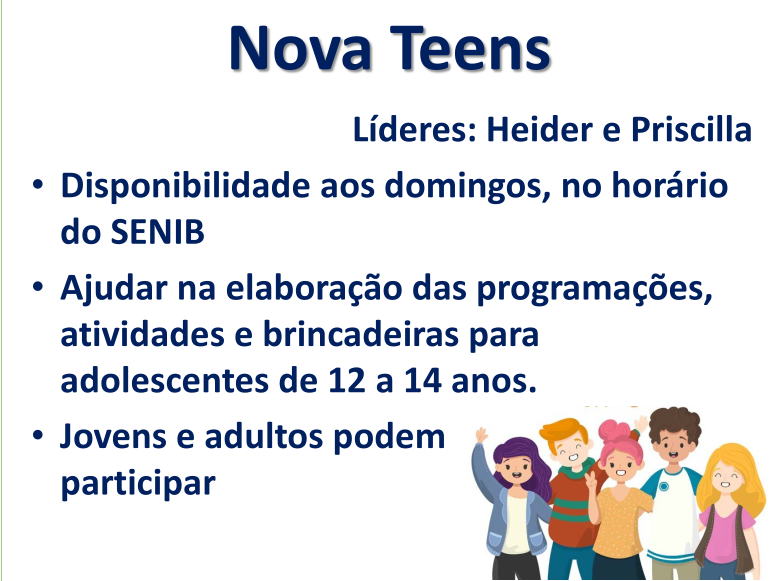 Nova Teens
Líderes: Heider e Priscilla
• Disponibilidade aos domingos, no horário
do SENIB
• Ajudar na elaboração das programações,
atividades e brincadeiras para
adolescentes de 12 a 14 anos.
• Jovens e adultos podem
participar